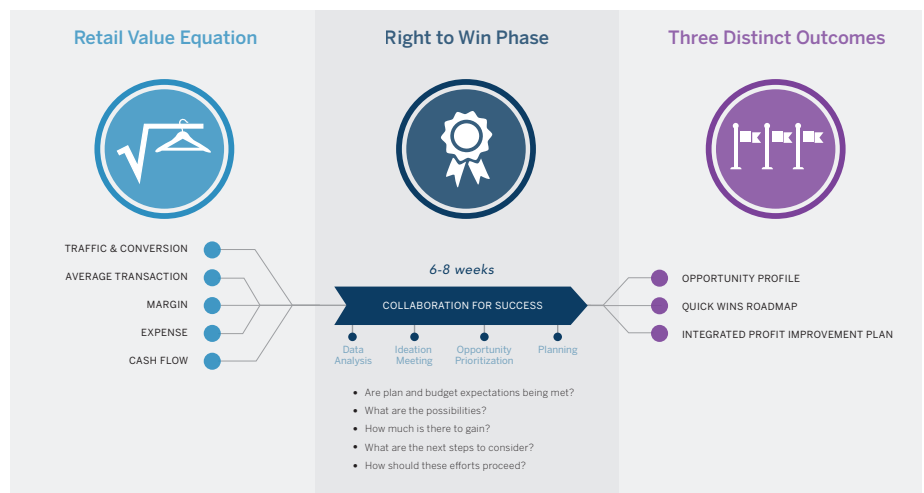 Retail Value Equation
Right to Win Phase
Three Distinct Outcomes
TRAFFIC & CONVERSION
AVERAGE TRANSACTION
MARGIN
EXPENSE
CASH FLOW
6-8 weeks
COLLABORATION FOR SUCCESS
Data
Analysis
Ideation
Meeting
Opportunity
Prioritization
Planning
• Are plan and budget expectations being met?
• What are the possibilities?
• How much is there to gain?
• What are the next steps to consider?
• How should these efforts proceed?
OPPORTUNITY PROFILE
QUICK WINS ROADMAP
INTEGRATED PROFIT IMPROVEMENT PLAN